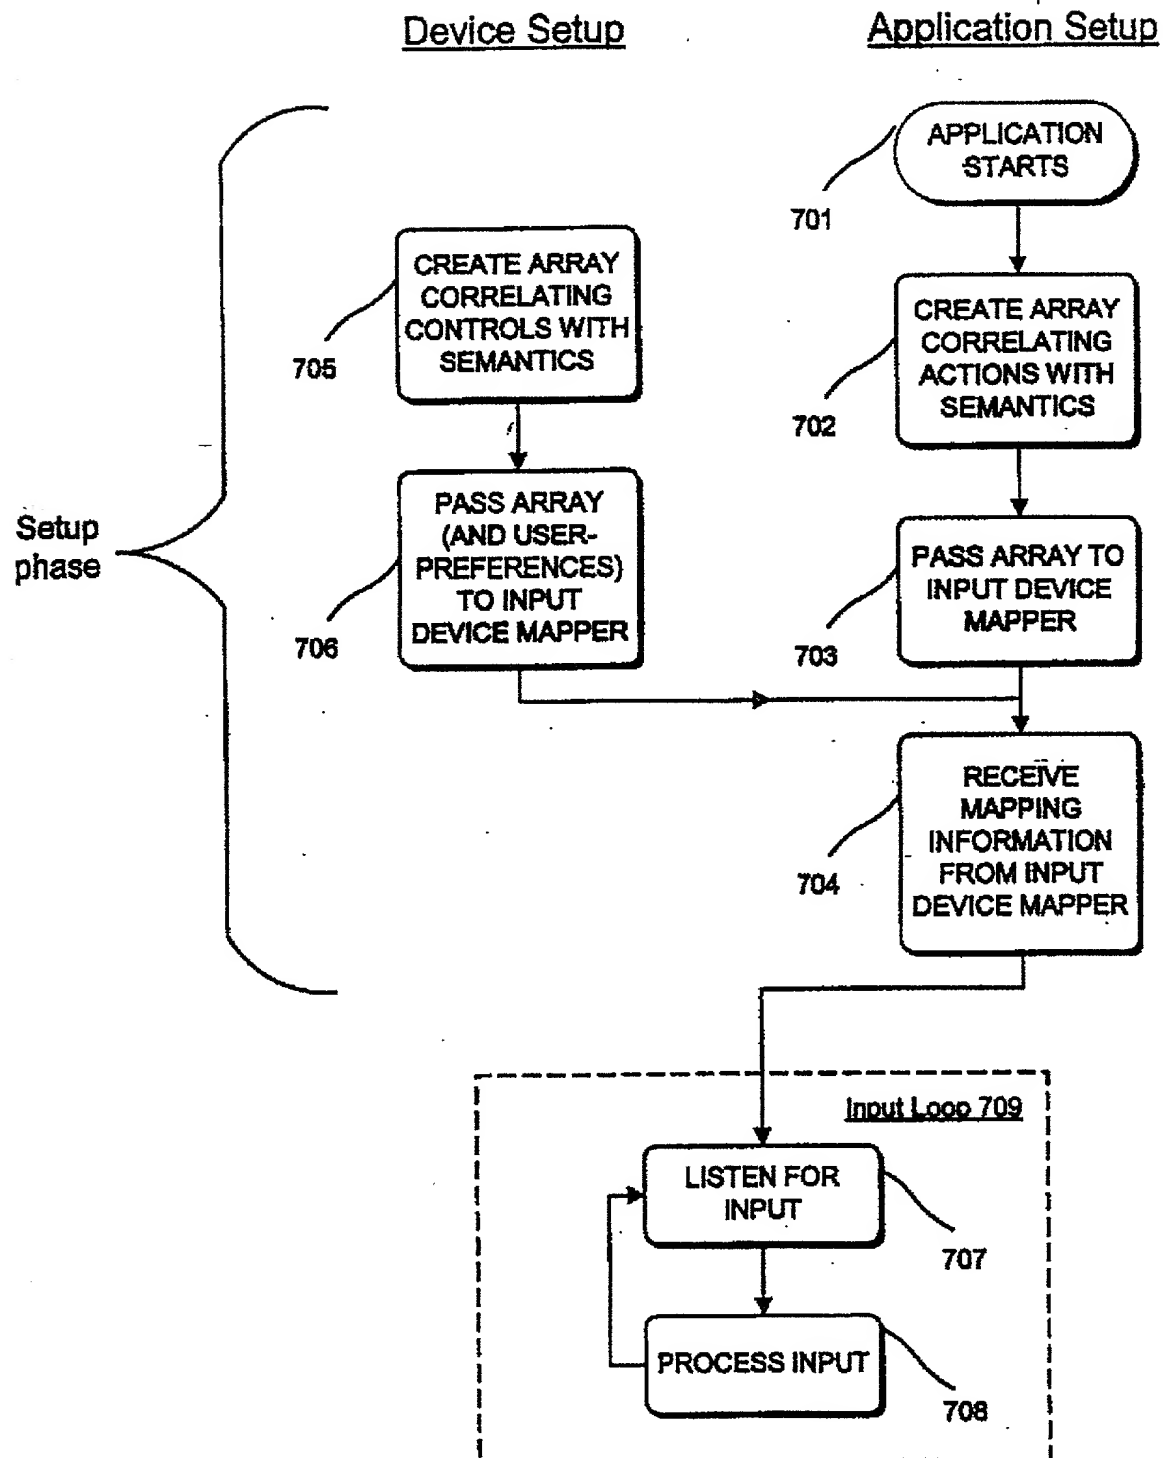 Device Setup
Application Setup
APPLICATION
STARTS
701
CREATE ARRAY
CORRELATING
CONTROLS WITH
SEMANTICS
705
CREATE ARRAY
CORRELATING
ACTIONS WITH
SEMANTICS
702
Setup
phase
PASS ARRAY
(AND USER-
PREFERENCES)
TO INPUT
DEVICE MAPPER
706
PASS ARRAY TO
INPUT DEVICE
MAPPER
703
RECEIVE
MAPPING
INFORMATION
FROM INPUT
DEVICE MAPPER
704
Input Loop 709
LISTEN FOR
INPUT
707
PROCESS INPUT
708